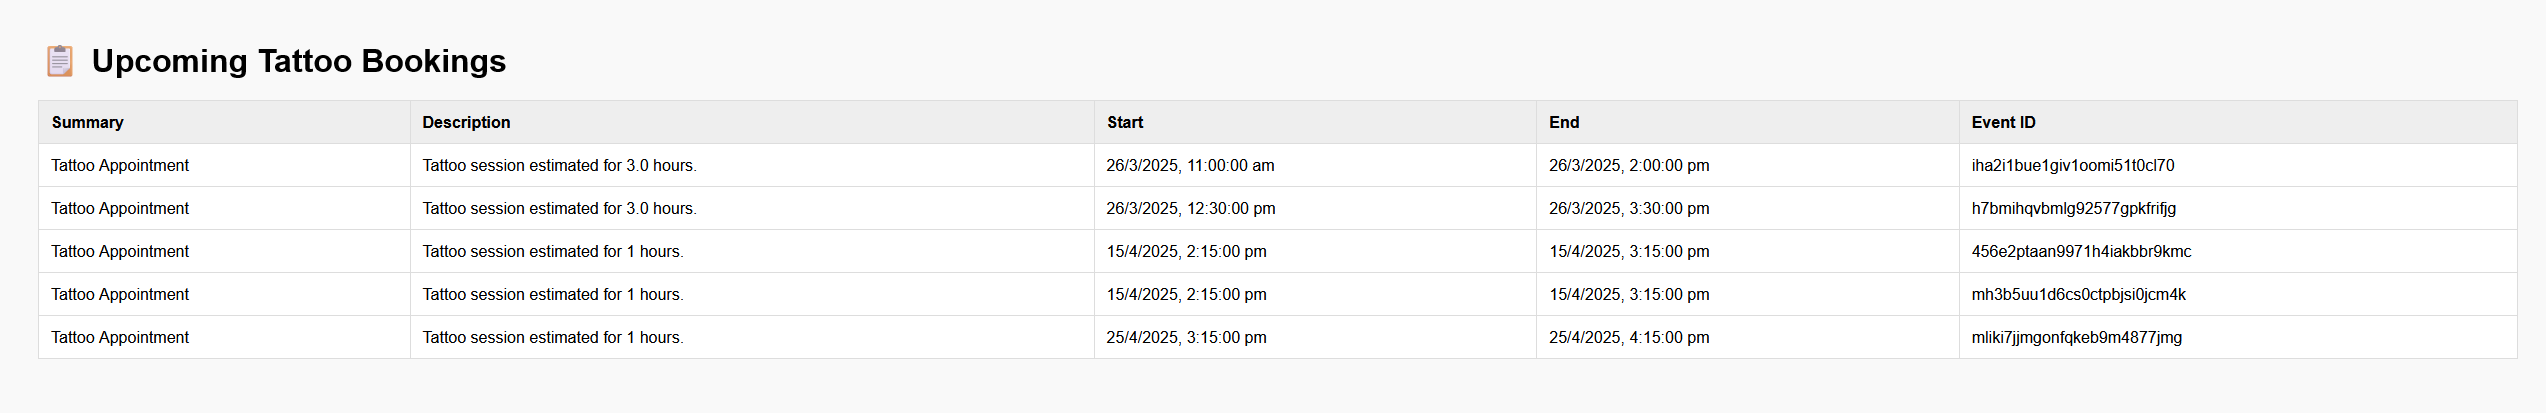 Upcoming Tattoo Bookings
Summary Description Start End Event ID
Tattoo Appointment Tattoo session estimated for 3.0 hours. 26/3/2025, 11:00:00 am 26/3/2025, 2:00:00 pm iha2i1bue1giv1oomi51t0cl70
Tattoo Appointment Tattoo session estimated for 3.0 hours. 26/3/2025, 12:30:00 pm 26/3/2025, 3:30:00 pm h7bmihqvbmlg92577gpkfrifjg
Tattoo Appointment Tattoo session estimated for 1 hours. 15/4/2025, 2:15:00 pm 15/4/2025, 3:15:00 pm 456e2ptaan9971h4iakbbr9kmc
Tattoo Appointment Tattoo session estimated for 1 hours. 15/4/2025, 2:15:00 pm 15/4/2025, 3:15:00 pm mh3b5uu1d6cs0ctpbjsi0jcm4k
Tattoo Appointment Tattoo session estimated for 1 hours. 25/4/2025, 3:15:00 pm 25/4/2025, 4:15:00 pm mliki7jjmgonfqkeb9m4877jmg